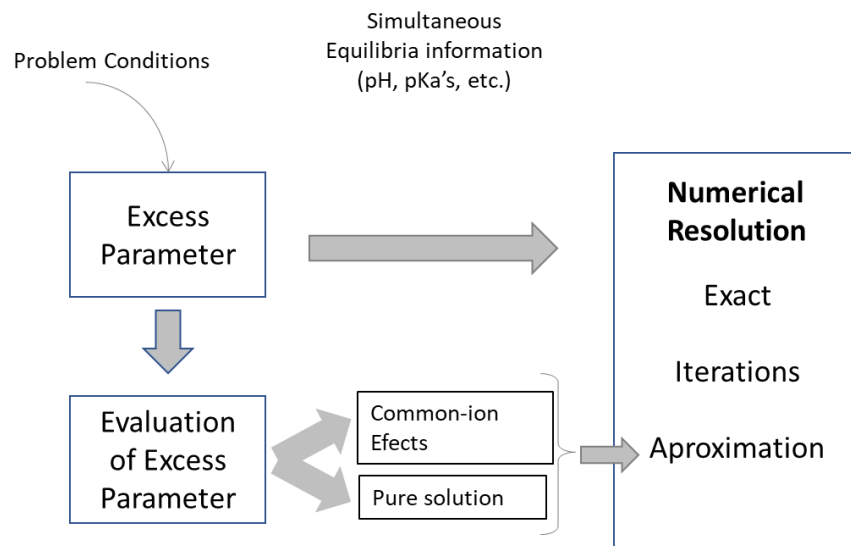 Simultaneous
Equilibria information
(pH, pKa’s, etc.)
Problem Conditions
Excess
Parameter
Numerical
Resolution
Exact
Iterations
Aproximation
Evaluation
of Excess
Parameter
Common-ion
Efects
Pure solution